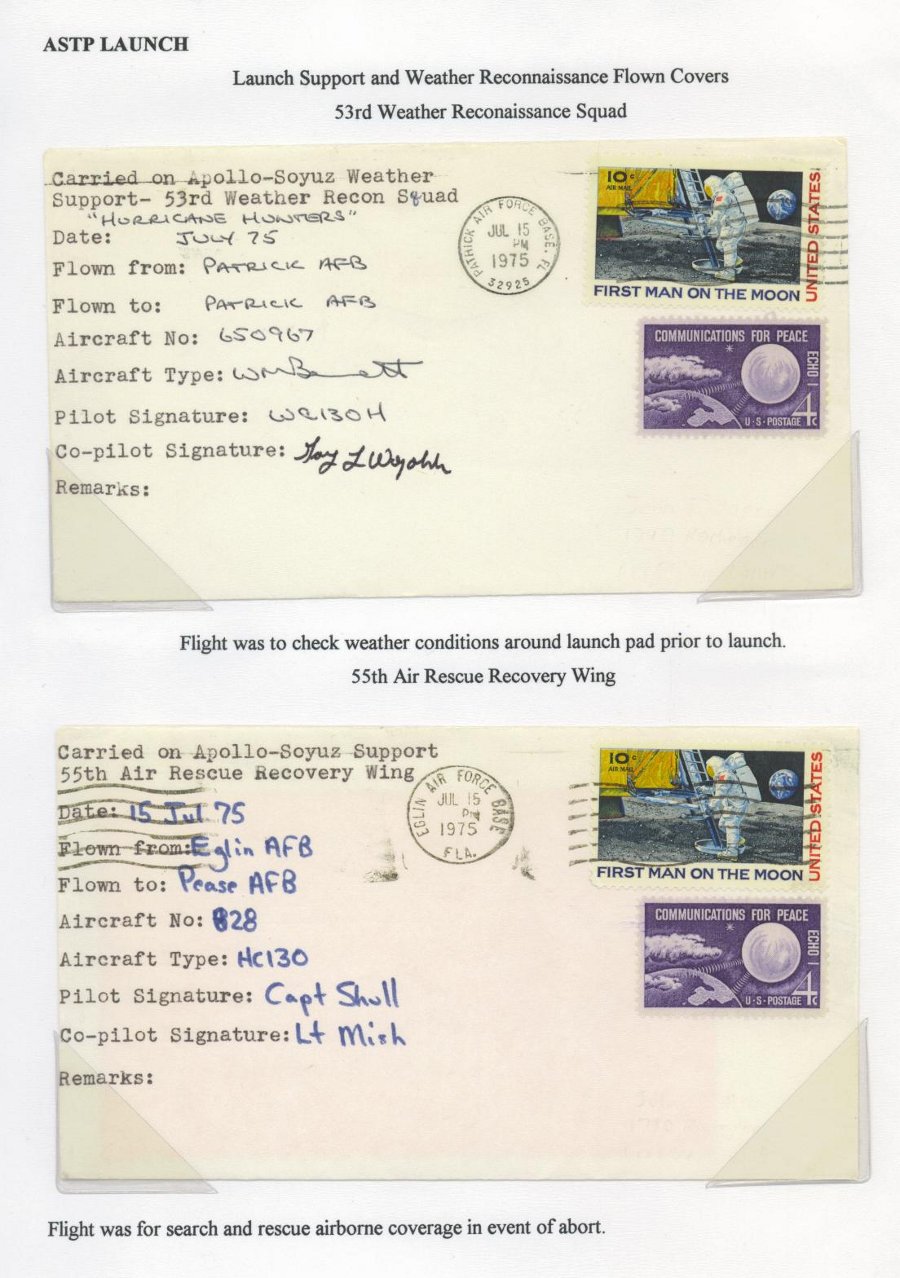 ASTP LAUNCH
Launch Support and Weather Reconnaissance Flown Covers
53rd Weather Reconaissance Squad
Carried on Apollo-Soyuz Weather
Support- 53rd Weather Recon Squad
"HURRICANE HUNTERS"
Date: JULY 75
Flown from: PATRICK AFB
Flown to: PATRICK AFB
Aircraft No: 650967
Aircraft Type: Wm Bennett
Pilot Signature: WC130H
Co-pilot Signature:
Remarks:
PATRICK AIR FORCE BASE, FL
JUL 15
PM
1975
32925
10c
AIR MAIL
UNITED STATES
FIRST MAN ON THE MOON
COMMUNICATIONS FOR PEACE
ECHO I
U·S·POSTAGE 4c
Flight was to check weather conditions around launch pad prior to launch.
55th Air Rescue Recovery Wing
Carried on Apollo-Soyuz Support
55th Air Rescue Recovery Wing
Date: 15 Jul 75
Flown from: Eglin AFB
Flown to: Pease AFB
Aircraft No: 828
Aircraft Type: HC130
Pilot Signature: Capt Shull
Co-pilot Signature: Lt Mish
Remarks:
EGLIN AIR FORCE BASE
JUL 15
PM
1975
FLA.
10c
AIR MAIL
UNITED STATES
FIRST MAN ON THE MOON
COMMUNICATIONS FOR PEACE
ECHO I
U·S·POSTAGE 4c
Flight was for search and rescue airborne coverage in event of abort.